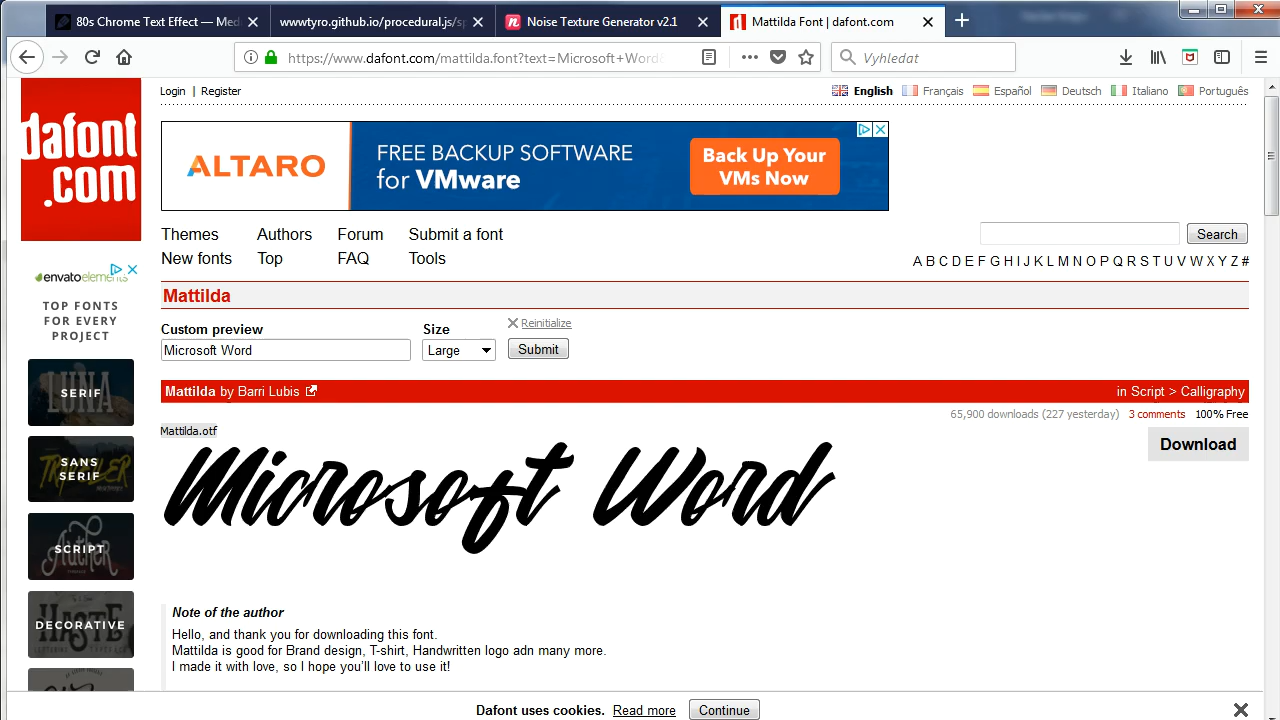 80s Chrome Text Effect — Med
wwwtyro.github.io/procedural.js/sp
Noise Texture Generator v2.1
Mattilda Font | dafont.com
https://www.dafont.com/mattilda.font?text=Microsoft+Word
Vyhledat
dafont
.com
Login | Register
English Français Español Deutsch Italiano Português
ALTARO
FREE BACKUP SOFTWARE
for VMware
Back Up Your
VMs Now
Themes Authors Forum Submit a font
New fonts Top FAQ Tools
Search
A B C D E F G H I J K L M N O P Q R S T U V W X Y Z #
envatoelements
TOP FONTS
FOR EVERY
PROJECT
LUNA
SERIF
SANS
SERIF
SCRIPT
HASTE
DECORATIVE
Mattilda
Custom preview
Microsoft Word
Size
Large
Reinitialize
Submit
Mattilda by Barri Lubis
in Script > Calligraphy
65,900 downloads (227 yesterday) 3 comments 100% Free
Mattilda.otf
Download
Microsoft Word
Note of the author
Hello, and thank you for downloading this font.
Mattilda is good for Brand design, T-shirt, Handwritten logo adn many more.
I made it with love, so I hope you'll love to use it!
Dafont uses cookies. Read more Continue